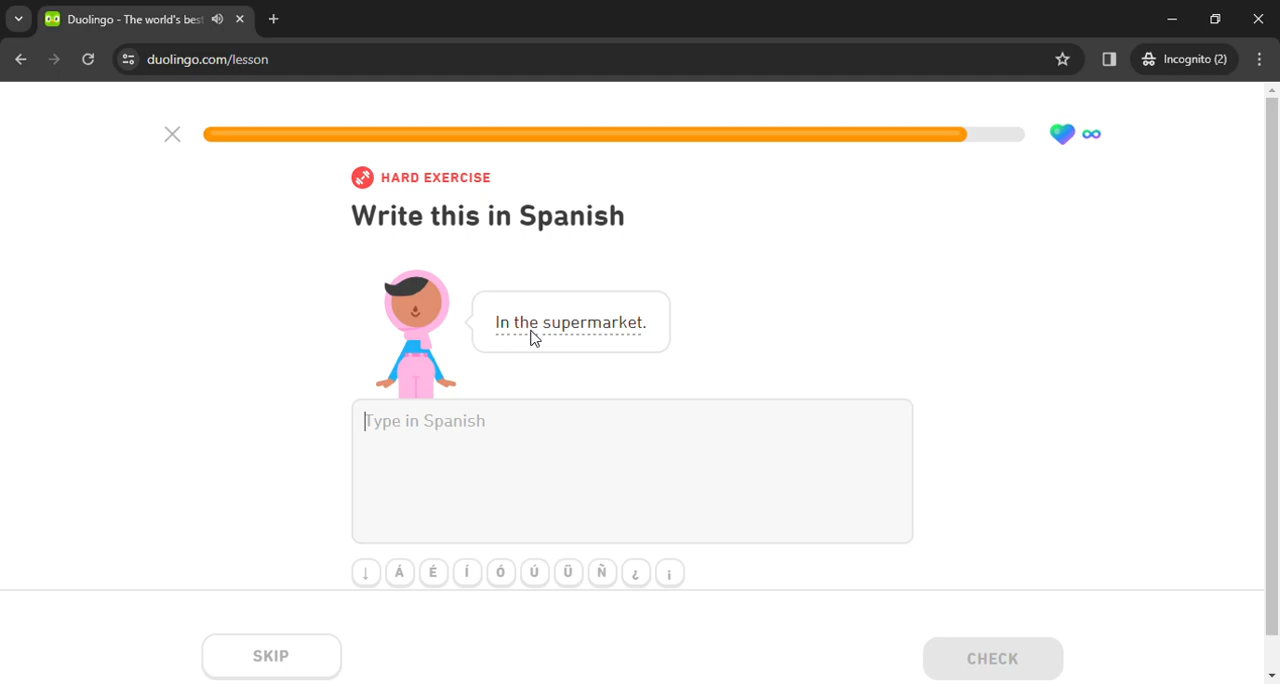 Duolingo - The world's bes
duolingo.com/lesson
Incognito (2)
HARD EXERCISE
Write this in Spanish
In the supermarket.
Type in Spanish
↓ Á É Í Ó Ú Ü Ñ ¿ ¡
SKIP
CHECK